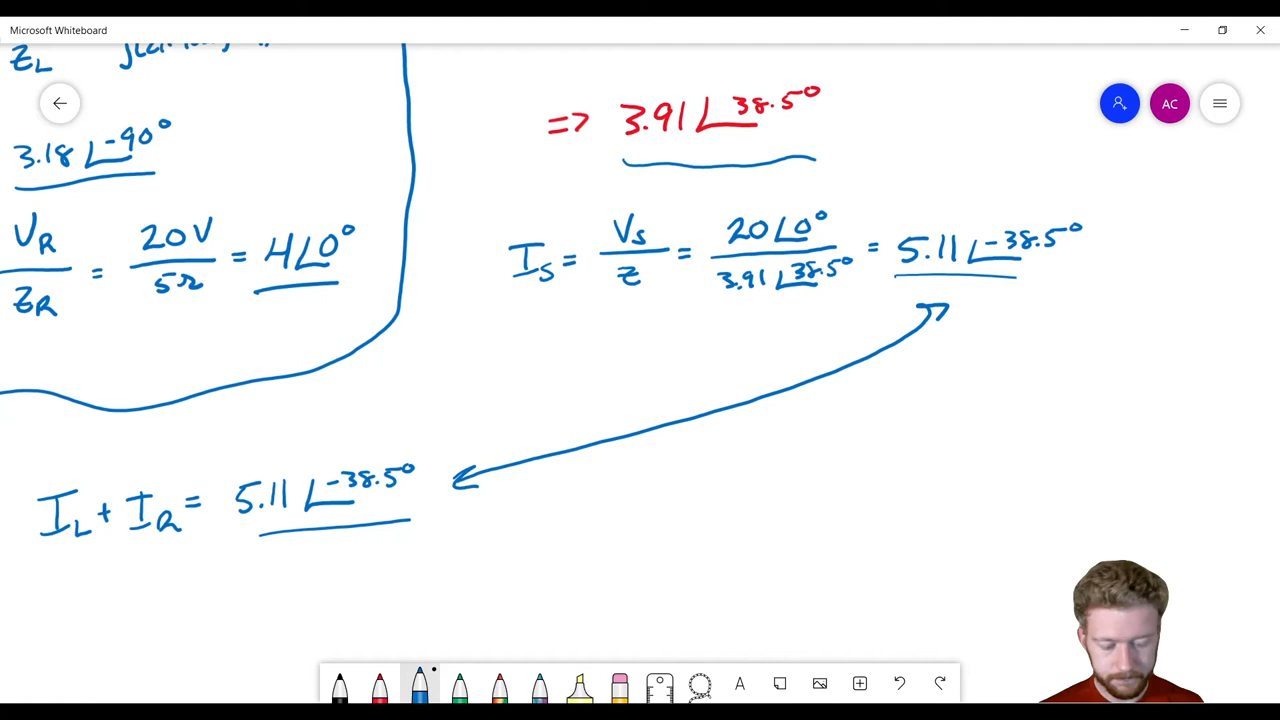 Microsoft Whiteboard
AC
Z_L
3.18∠-90°
V_R / Z_R = 20V / 5Ω = 4∠0°
=> 3.91∠38.5°
I_S = V_S / Z = 20∠0° / 3.91∠38.5° = 5.11∠-38.5°
I_L + I_R = 5.11∠-38.5°
A